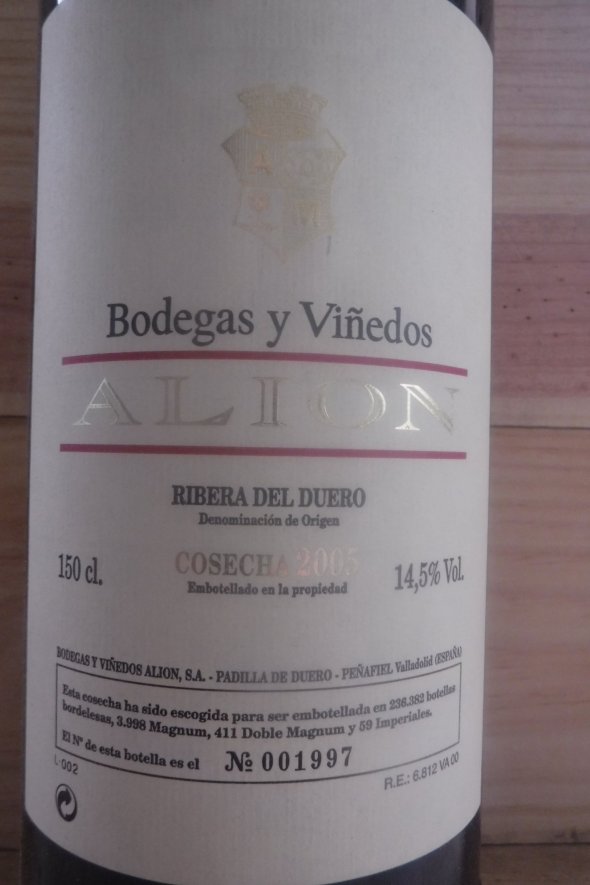 Bodegas y Viñedos
ALION
RIBERA DEL DUERO
Denominación de Origen
150 cl.
COSECHA 2005
14,5% Vol.
Embotellado en la propiedad
BODEGAS Y VIÑEDOS ALION, S.A. - PADILLA DE DUERO - PEÑAFIEL Valladolid (ESPAÑA)
Esta cosecha ha sido escogida para ser embotellada en 236.383 botellas
bordelesas, 3.998 Magnum, 411 Doble Magnum y 59 Imperiales.
El Nº de esta botella es el Nº 001997
L-002
R.E.: 6.812 VA 00